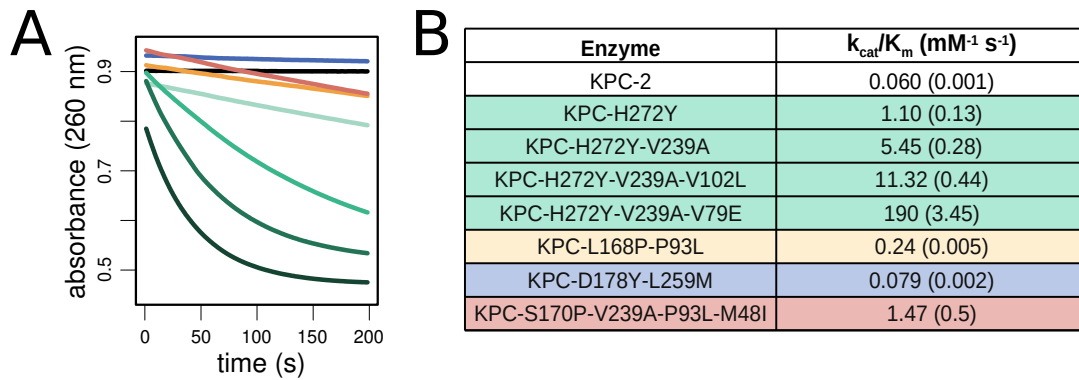 A
absorbance (260 nm)
0.9
0.7
0.5
0 50 100 150 200
time (s)
B
Enzyme kcat/Km (mM-1 s-1)
KPC-2 0.060 (0.001)
KPC-H272Y 1.10 (0.13)
KPC-H272Y-V239A 5.45 (0.28)
KPC-H272Y-V239A-V102L 11.32 (0.44)
KPC-H272Y-V239A-V79E 190 (3.45)
KPC-L168P-P93L 0.24 (0.005)
KPC-D178Y-L259M 0.079 (0.002)
KPC-S170P-V239A-P93L-M48I 1.47 (0.5)